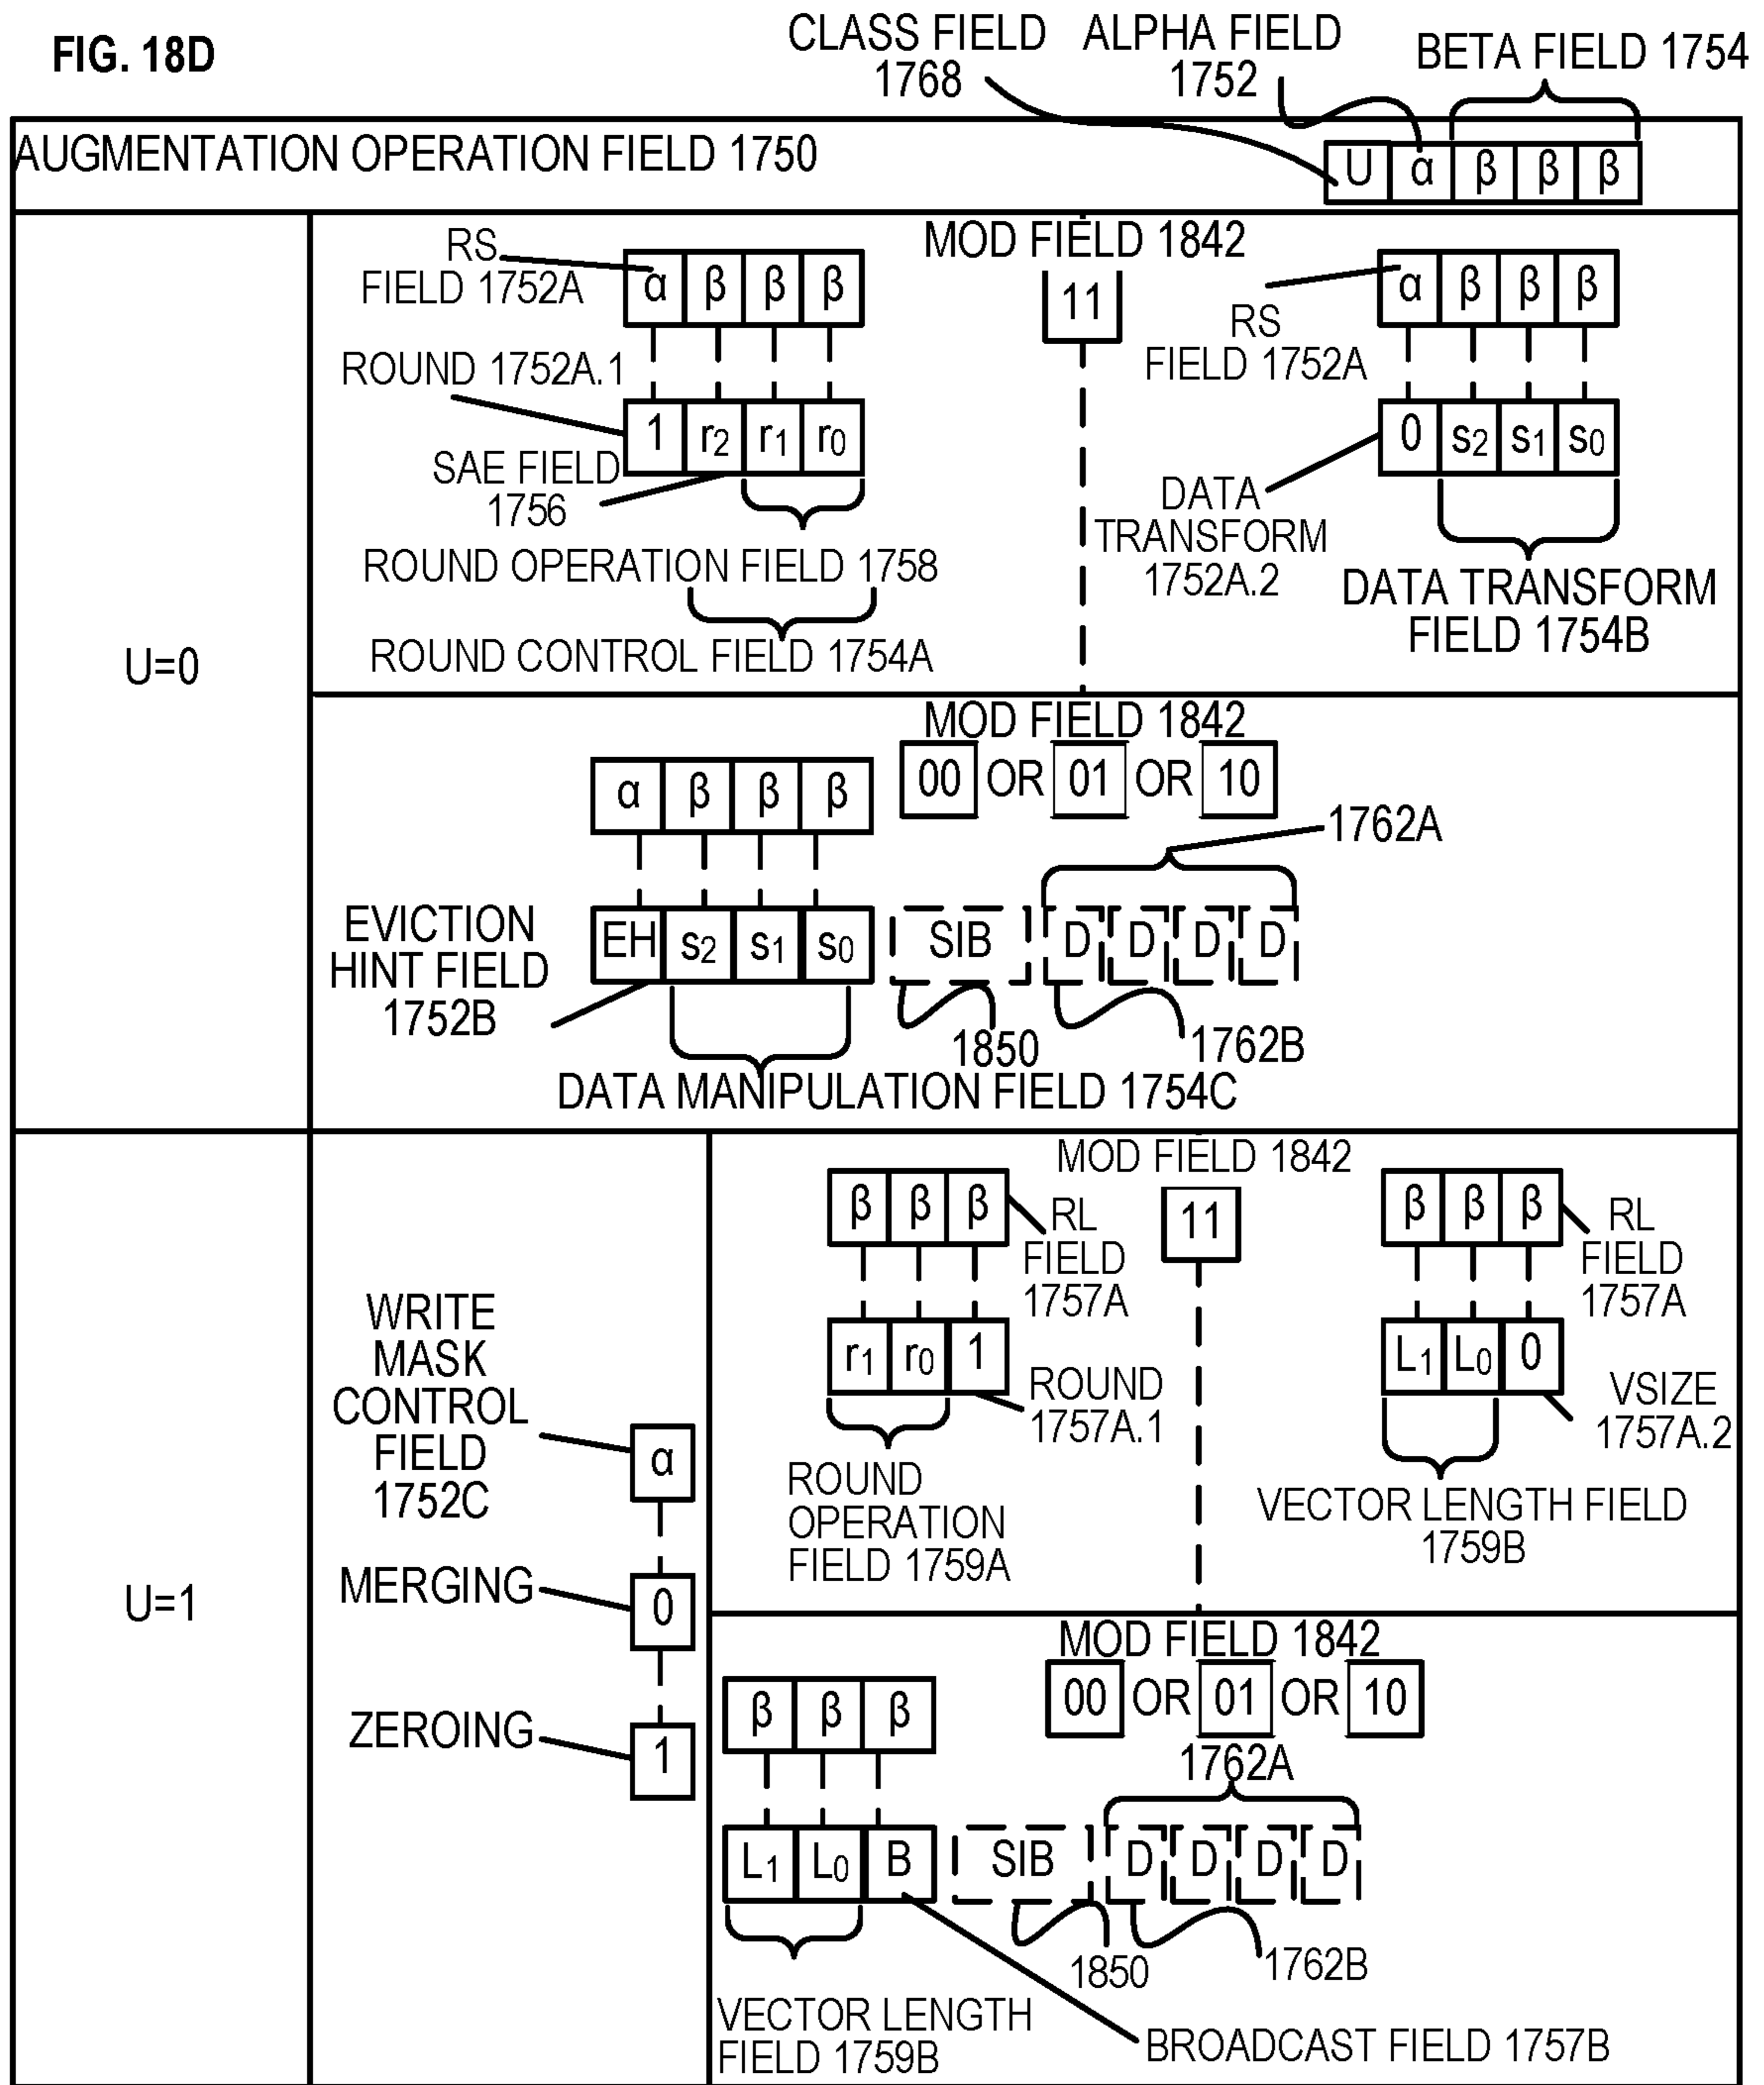 FIG. 18D
CLASS FIELD
1768
ALPHA FIELD
1752
BETA FIELD 1754
AUGMENTATION OPERATION FIELD 1750
U α β β β
U=0
MOD FIELD 1842
11
RS
FIELD 1752A
α β β β
ROUND 1752A.1
1 r2 r1 r0
SAE FIELD
1756
ROUND OPERATION FIELD 1758
ROUND CONTROL FIELD 1754A
α β β β
RS
FIELD 1752A
0 s2 s1 s0
DATA
TRANSFORM
1752A.2
DATA TRANSFORM
FIELD 1754B
MOD FIELD 1842
00 OR 01 OR 10
α β β β
1762A
EVICTION
HINT FIELD
1752B
EH s2 s1 s0 SIB D D D D
1850
1762B
DATA MANIPULATION FIELD 1754C
U=1
WRITE
MASK
CONTROL
FIELD
1752C
α
MERGING
0
ZEROING
1
MOD FIELD 1842
11
β β β
RL
FIELD
1757A
r1 r0 1
ROUND
1757A.1
ROUND
OPERATION
FIELD 1759A
β β β
RL
FIELD
1757A
L1 L0 0
VSIZE
1757A.2
VECTOR LENGTH FIELD
1759B
MOD FIELD 1842
00 OR 01 OR 10
β β β
1762A
L1 L0 B SIB D D D D
1850
1762B
VECTOR LENGTH
FIELD 1759B
BROADCAST FIELD 1757B